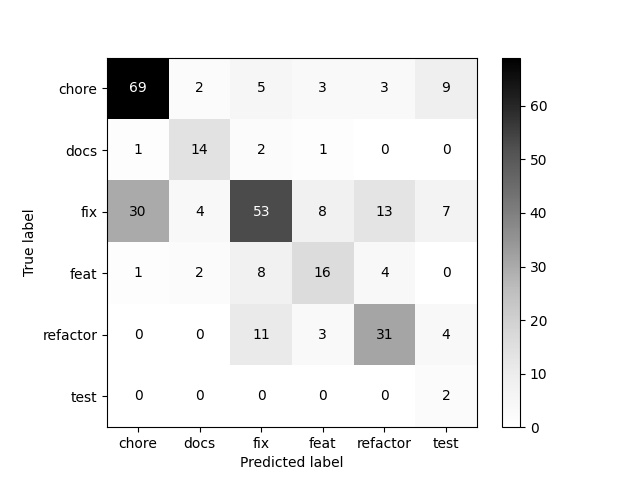 chore 69 2 5 3 3 9
docs 1 14 2 1 0 0
fix 30 4 53 8 13 7
feat 1 2 8 16 4 0
refactor 0 0 11 3 31 4
test 0 0 0 0 0 2
chore docs fix feat refactor test
Predicted label
True label
60
50
40
30
20
10
0